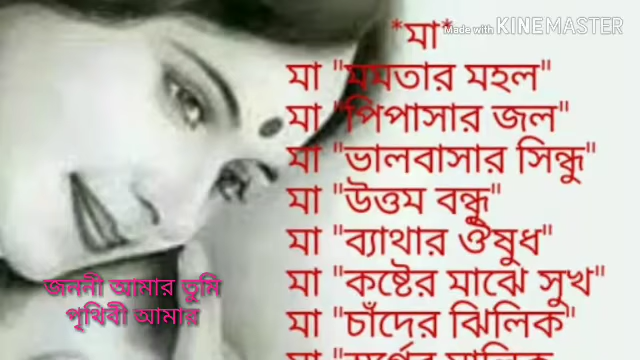 Made with KINEMASTER
*মা*
মা "মমতার মহল"
মা "পিপাসার জল"
মা "ভালবাসার সিন্ধু"
মা "উত্তম বন্ধু"
মা "ব্যাথার ঔষুধ"
মা "কষ্টের মাঝে সুখ"
মা "চাঁদের ঝিলিক"
জননী আমার তুমি
পৃথিবী আমার